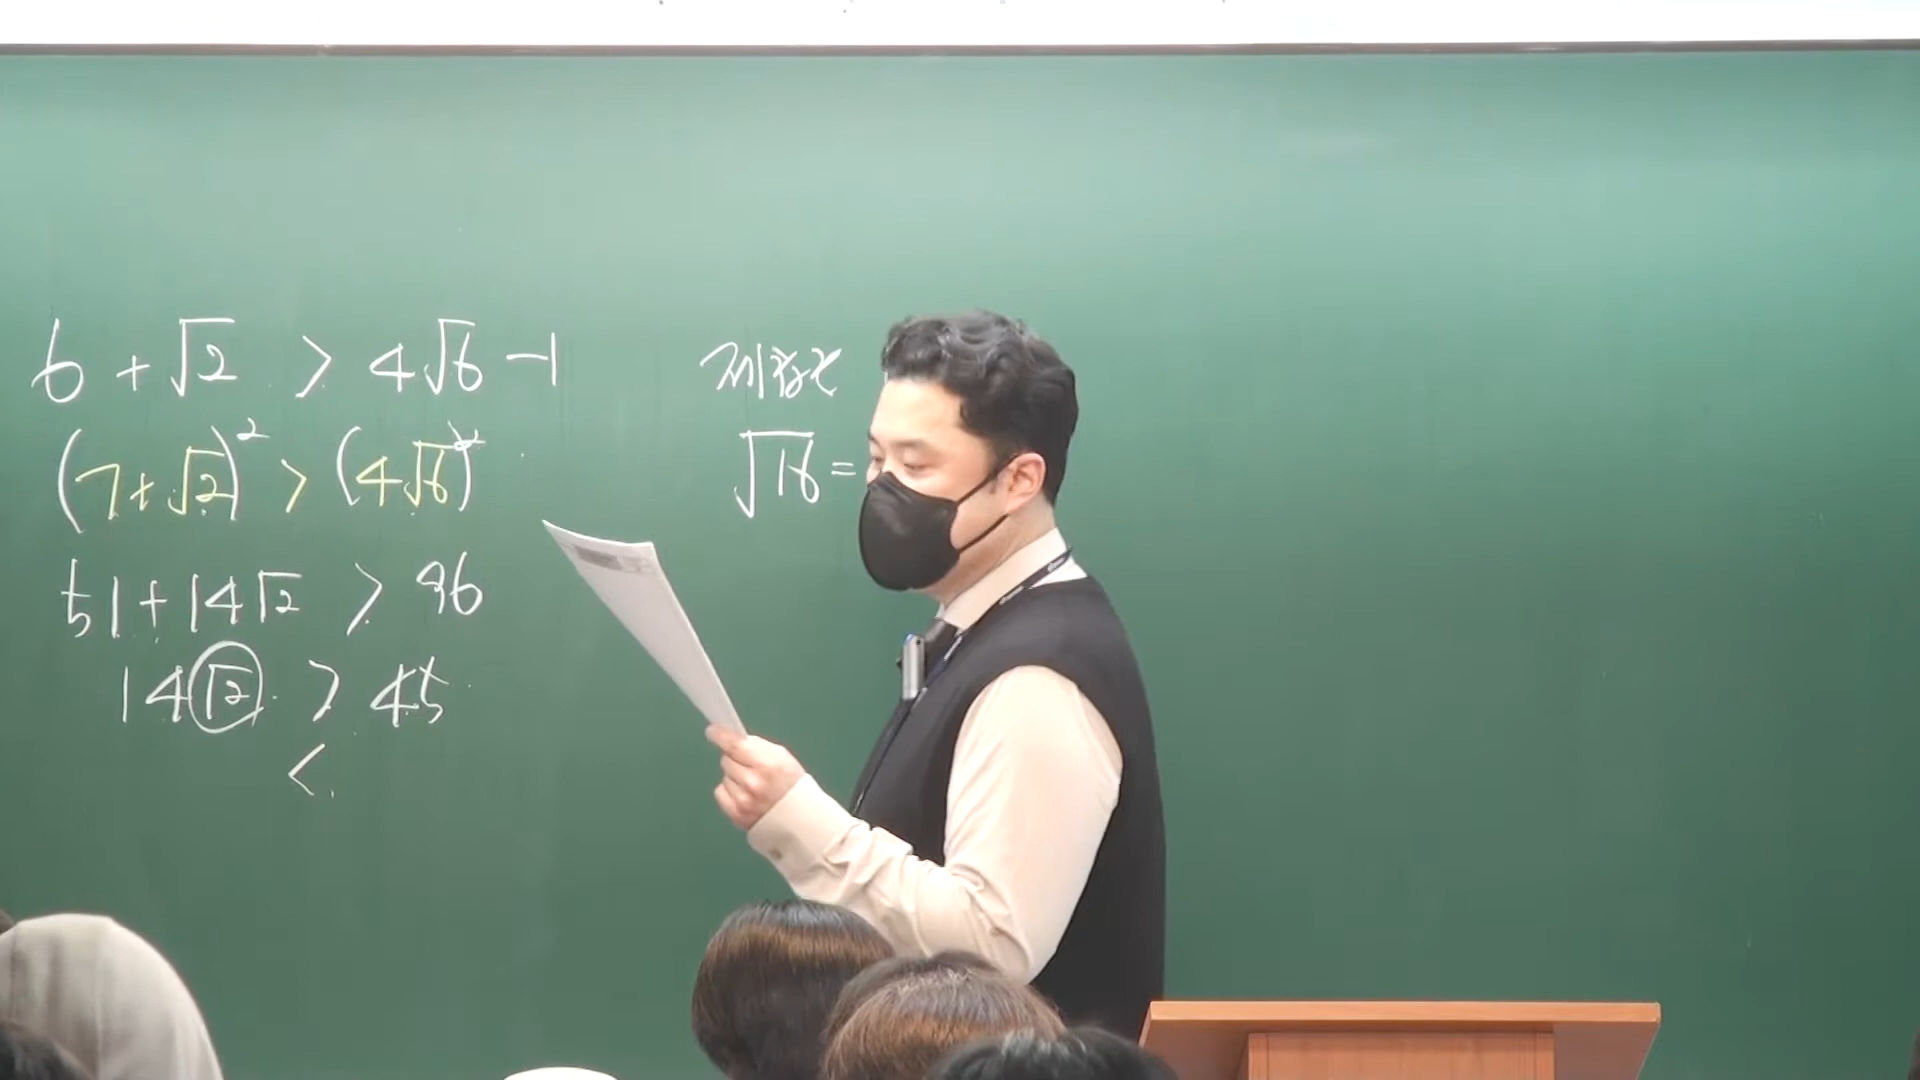 6 + √2 > 4√6 - 1
(7 + √2)² > (4√6)²
51 + 14√2 > 96
14√2 > 45
<
제곱근
√16 =